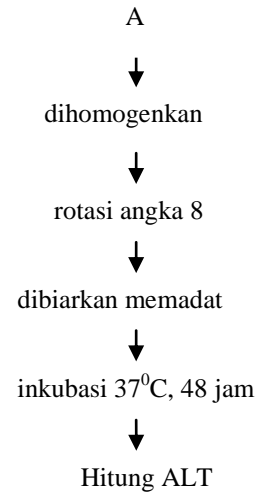 A
dihomogenkan
rotasi angka 8
dibiarkan memadat
inkubasi 37⁰C, 48 jam
Hitung ALT